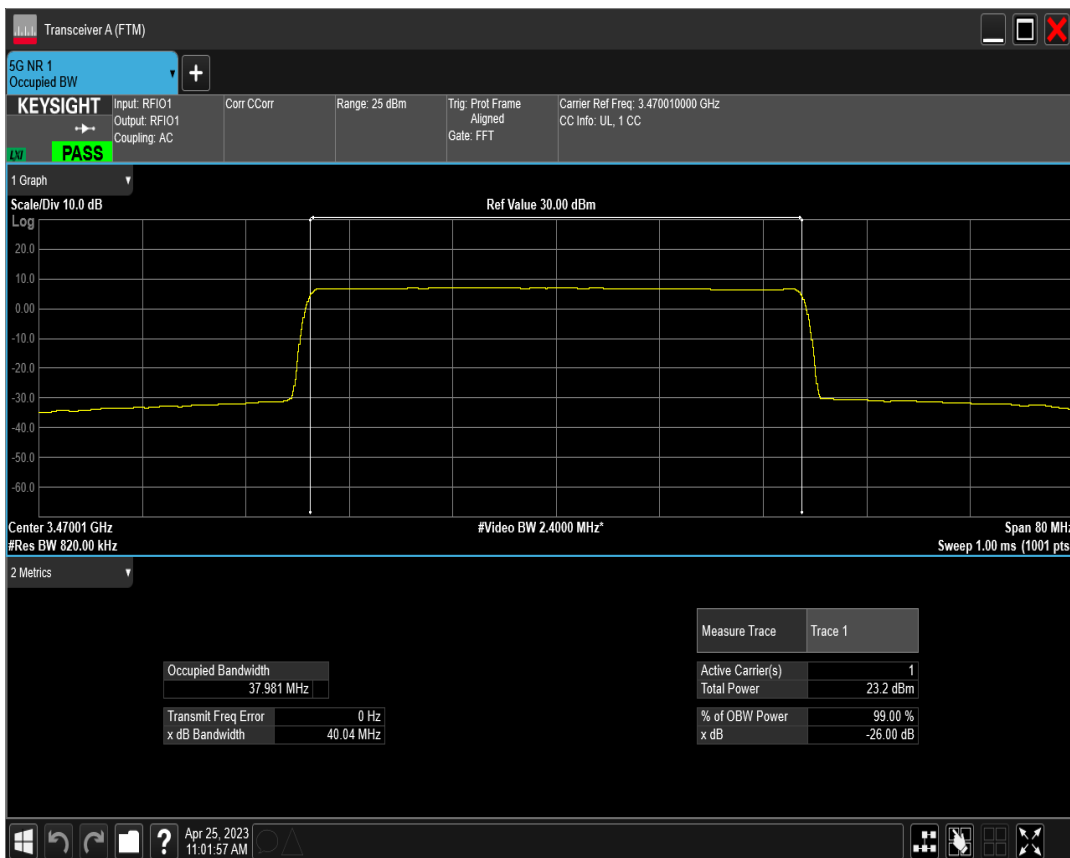 Transceiver A (FTM)
5G NR 1
Occupied BW
+
KEYSIGHT
LXI
PASS
Input: RFIO1
Output: RFIO1
Coupling: AC
Corr CCorr
Range: 25 dBm
Trig: Prot Frame
Aligned
Gate: FFT
Carrier Ref Freq: 3.470010000 GHz
CC Info: UL, 1 CC
1 Graph
Scale/Div 10.0 dB
Ref Value 30.00 dBm
Log
20.0
10.0
0.00
-10.0
-20.0
-30.0
-40.0
-50.0
-60.0
Center 3.47001 GHz
#Video BW 2.4000 MHz*
Span 80 MHz
#Res BW 820.00 kHz
Sweep 1.00 ms (1001 pts
2 Metrics
Measure Trace Trace 1
Occupied Bandwidth
37.981 MHz
Active Carrier(s) 1
Total Power 23.2 dBm
Transmit Freq Error 0 Hz
x dB Bandwidth 40.04 MHz
% of OBW Power 99.00 %
x dB -26.00 dB
?
Apr 25, 2023
11:01:57 AM